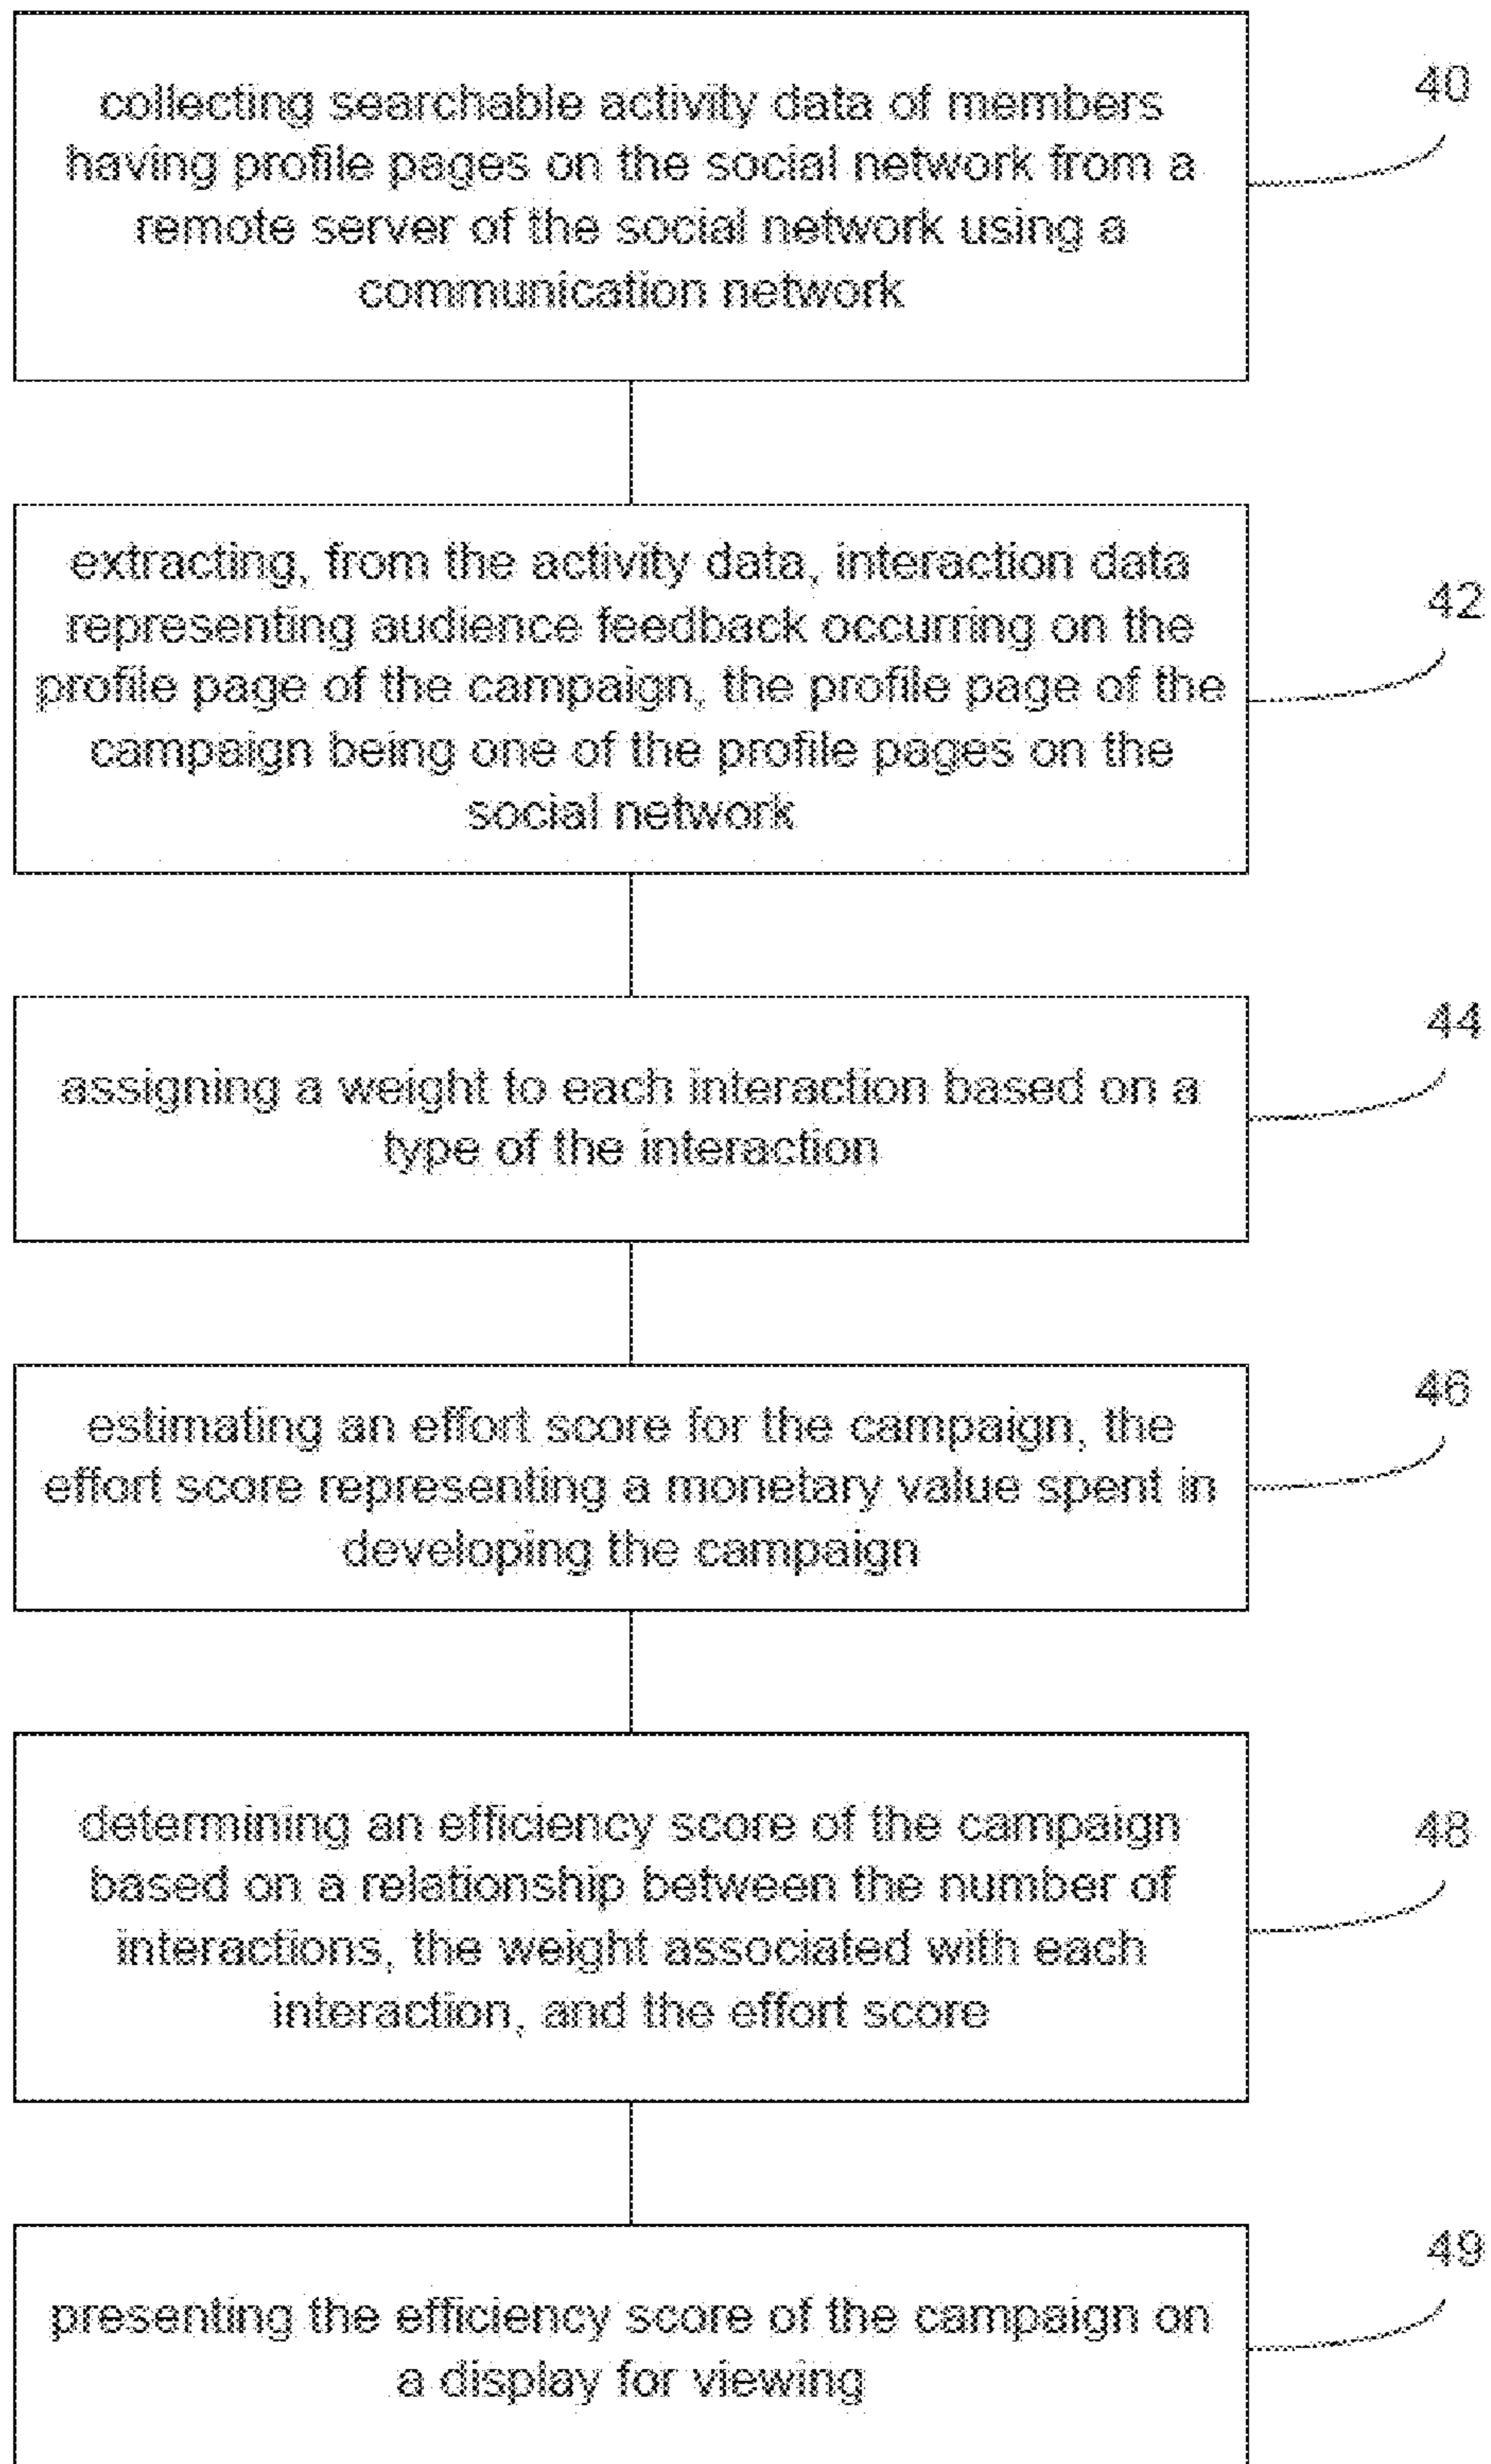 collecting searchable activity data of members
having profile pages on the social network from a
remote server of the social network using a
communication network
40
extracting, from the activity data, interaction data
representing audience feedback occurring on the
profile page of the campaign, the profile page of the
campaign being one of the profile pages on the
social network
42
assigning a weight to each interaction based on a
type of the interaction
44
estimating an effort score for the campaign, the
effort score representing a monetary value spent in
developing the campaign
46
determining an efficiency score of the campaign
based on a relationship between the number of
interactions, the weight associated with each
interaction, and the effort score
48
presenting the efficiency score of the campaign on
a display for viewing
49